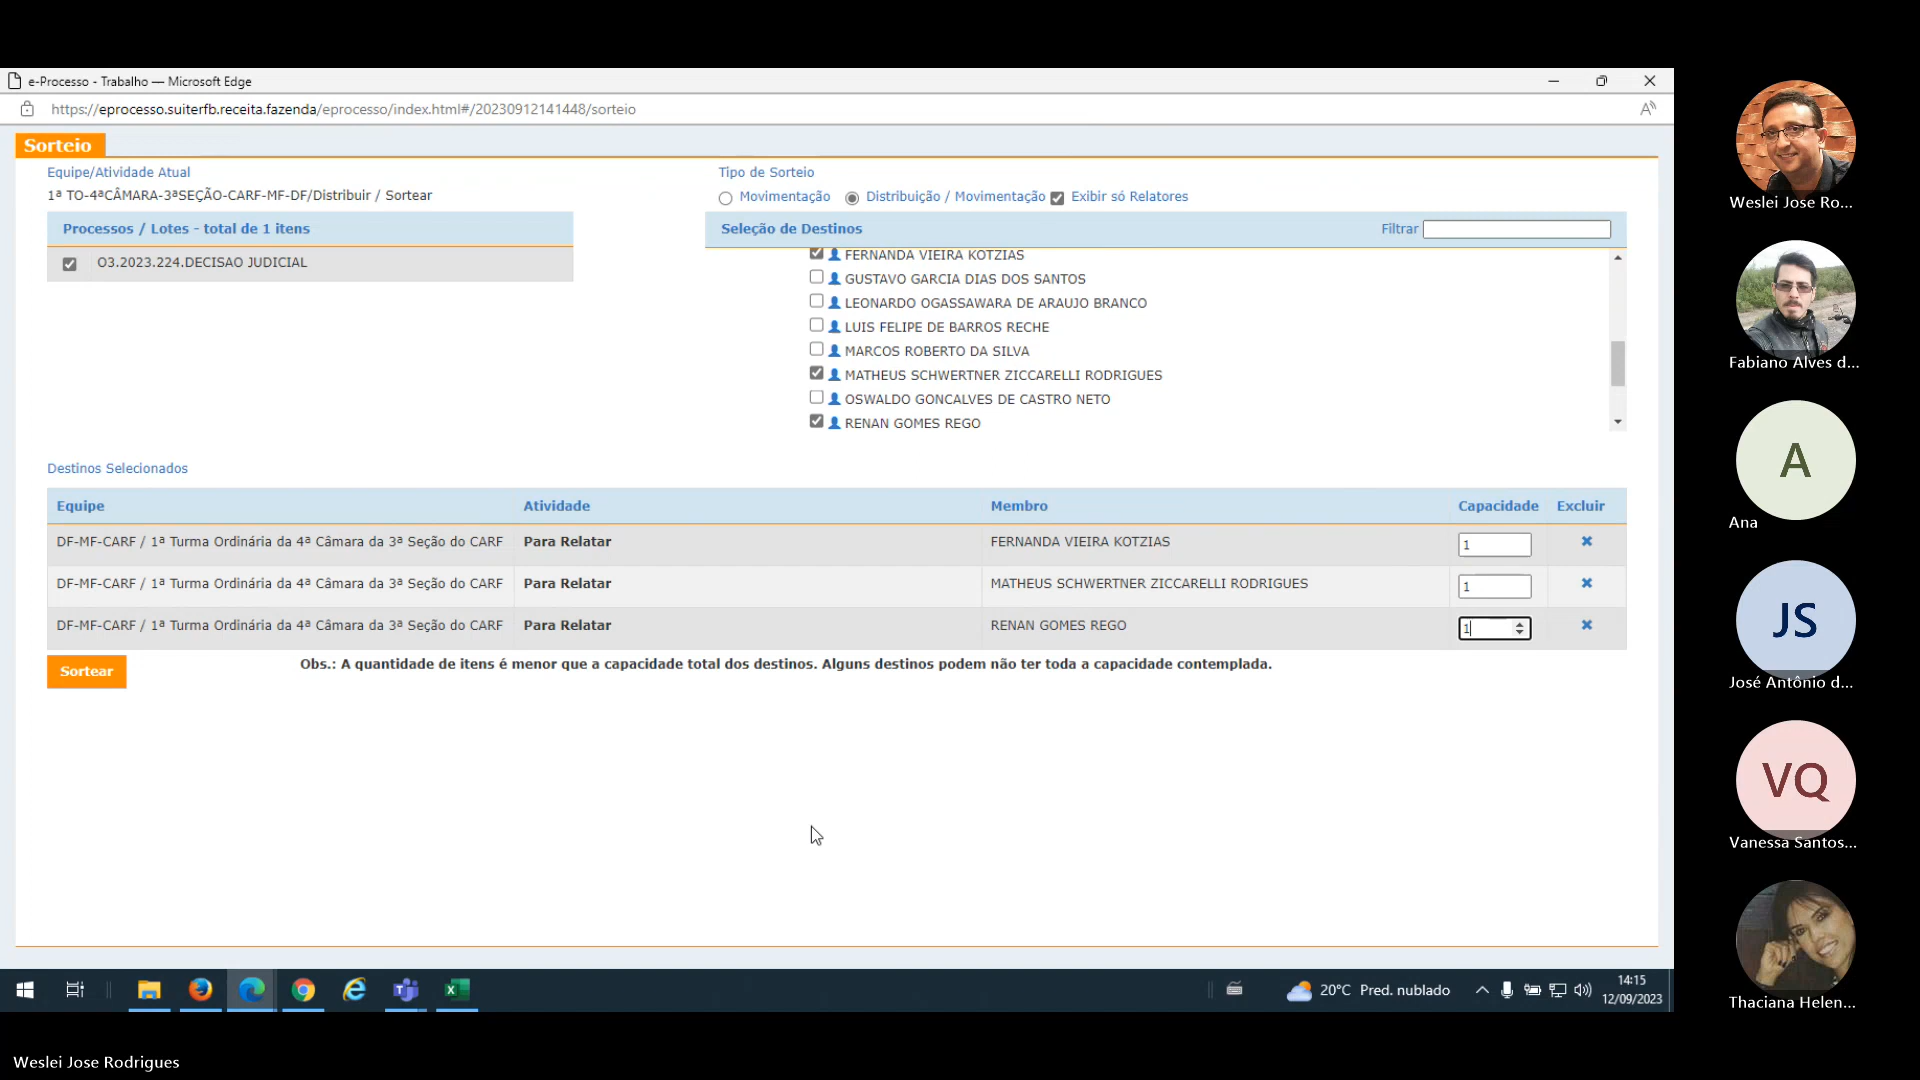 e-Processo - Trabalho — Microsoft Edge
https://eprocesso.suiterfb.receita.fazenda/eprocesso/index.html#/20230912141448/sorteio
Sorteio
Equipe/Atividade Atual
1ª TO-4ªCÂMARA-3ªSEÇÃO-CARF-MF-DF/Distribuir / Sortear
Tipo de Sorteio
Movimentação Distribuição / Movimentação Exibir só Relatores
Processos / Lotes - total de 1 itens
O3.2023.224.DECISAO JUDICIAL
Seleção de Destinos Filtrar
FERNANDA VIEIRA KOTZIAS
GUSTAVO GARCIA DIAS DOS SANTOS
LEONARDO OGASSAWARA DE ARAUJO BRANCO
LUIS FELIPE DE BARROS RECHE
MARCOS ROBERTO DA SILVA
MATHEUS SCHWERTNER ZICCARELLI RODRIGUES
OSWALDO GONCALVES DE CASTRO NETO
RENAN GOMES REGO
Destinos Selecionados
Equipe Atividade Membro Capacidade Excluir
DF-MF-CARF / 1ª Turma Ordinária da 4ª Câmara da 3ª Seção do CARF Para Relatar FERNANDA VIEIRA KOTZIAS 1
DF-MF-CARF / 1ª Turma Ordinária da 4ª Câmara da 3ª Seção do CARF Para Relatar MATHEUS SCHWERTNER ZICCARELLI RODRIGUES 1
DF-MF-CARF / 1ª Turma Ordinária da 4ª Câmara da 3ª Seção do CARF Para Relatar RENAN GOMES REGO 1
Sortear
Obs.: A quantidade de itens é menor que a capacidade total dos destinos. Alguns destinos podem não ter toda a capacidade contemplada.
20°C Pred. nublado
14:15
12/09/2023
Weslei Jose Ro...
Fabiano Alves d...
A
Ana
JS
José Antônio d...
VQ
Vanessa Santos...
Thaciana Helen...
Weslei Jose Rodrigues